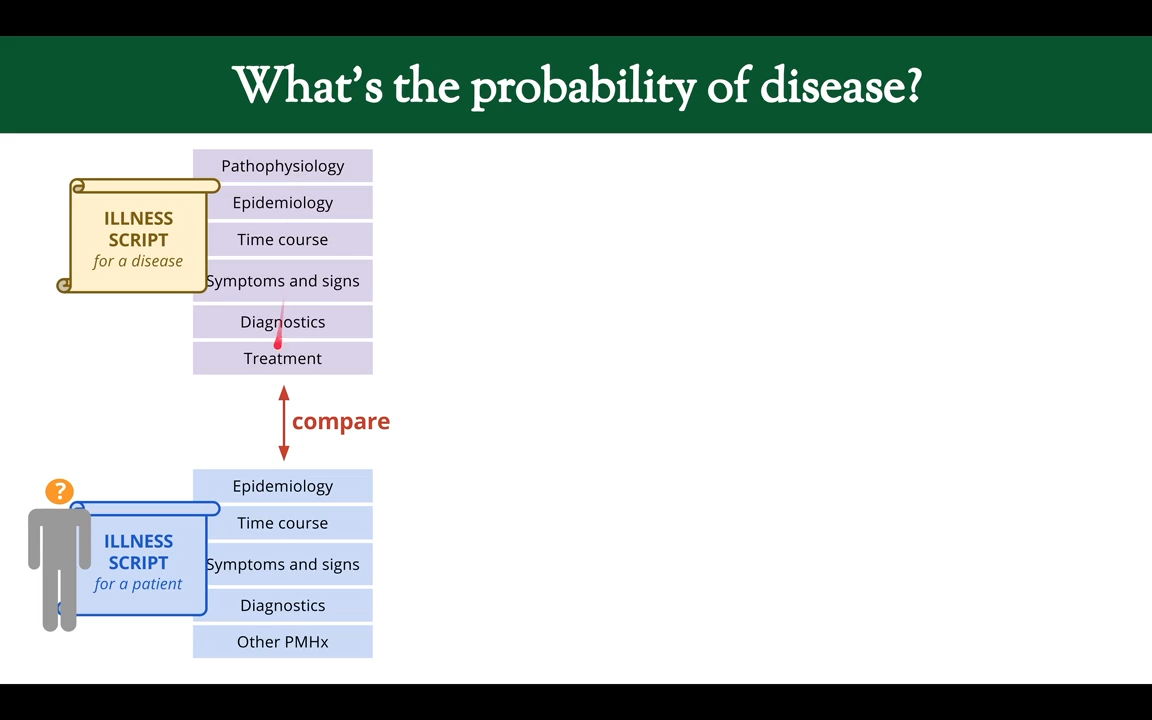 What's the probability of disease?
Pathophysiology
Epidemiology
Time course
Symptoms and signs
Diagnostics
Treatment
ILLNESS
SCRIPT
for a disease
compare
Epidemiology
Time course
Symptoms and signs
Diagnostics
Other PMHx
?
ILLNESS
SCRIPT
for a patient